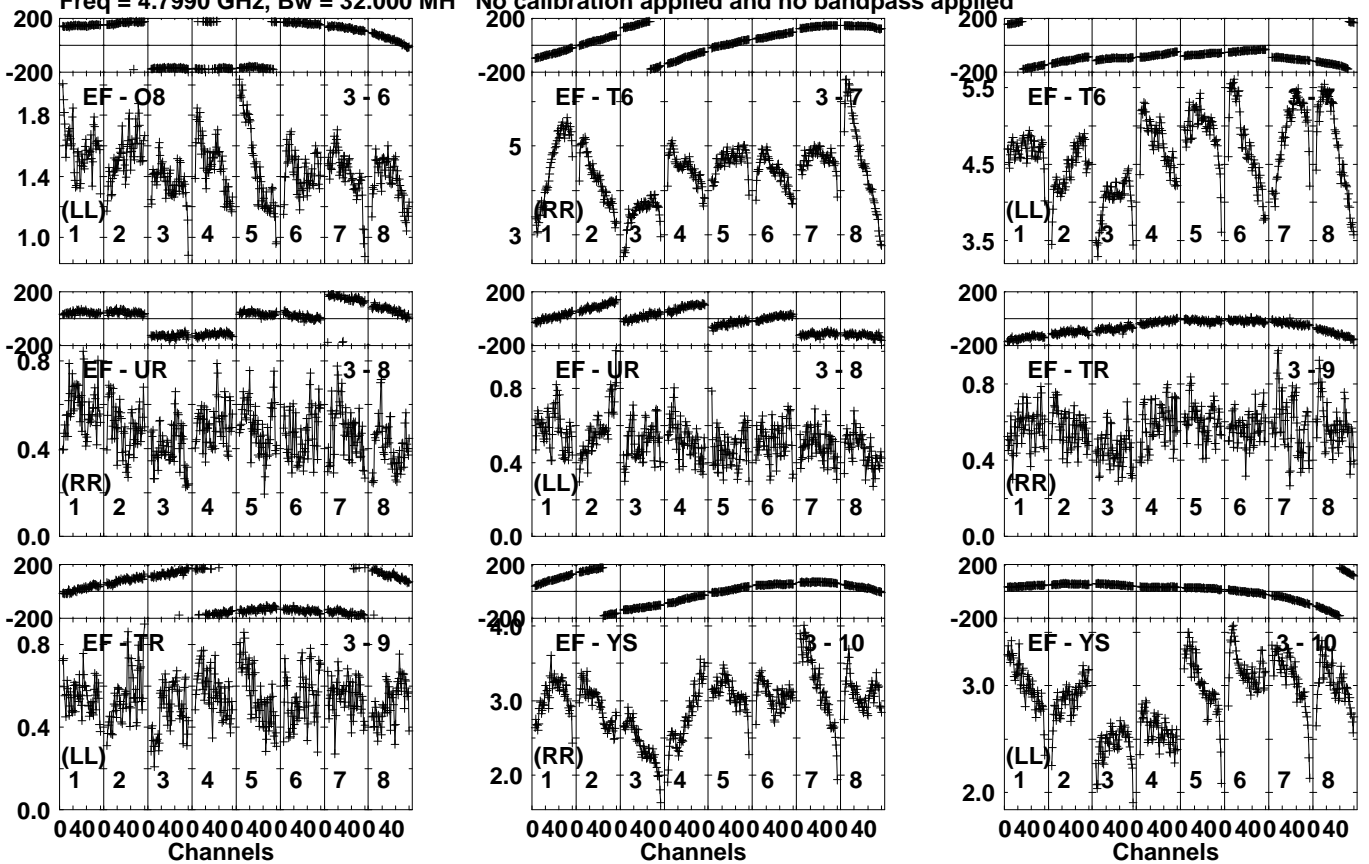 Freq = 4.7990 GHz, Bw = 32.000 MH No calibration applied and no bandpass applied
200 200 200
-200 -200 -200
EF - O8 3 - 6 EF - T6 3 - 7 EF - T6 3 - 7
1.8 5 5.5
1.4 4.5
(LL) (RR) (LL)
1.0 3 3.5
1 2 3 4 5 6 7 8 1 2 3 4 5 6 7 8 1 2 3 4 5 6 7 8
200 200 200
-200 -200 -200
EF - UR 3 - 8 EF - UR 3 - 8 EF - TR 3 - 9
0.8 0.8 0.8
0.4 0.4 0.4
(RR) (LL) (RR)
1 2 3 4 5 6 7 8 1 2 3 4 5 6 7 8 1 2 3 4 5 6 7 8
0.0 0.0 0.0
200 200 200
-200 -200 -200
EF - TR 3 - 9 EF - YS 3 - 10 EF - YS 3 - 10
0.8 4.0
3.0 3.0
0.4
(LL) (RR) (LL)
2.0 2.0
1 2 3 4 5 6 7 8 1 2 3 4 5 6 7 8 1 2 3 4 5 6 7 8
0.0
0 40 0 40 0 40 0 40 0 40 0 40 0 40 0 40 0 40 0 40 0 40 0 40 0 40 0 40 0 40 0 40 0 40 0 40 0 40 0 40 0 40 0 40 0 40 0 40
Channels Channels Channels